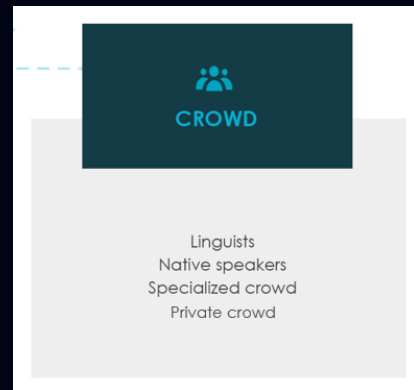 CROWD
Linguists
Native speakers
Specialized crowd
Private crowd